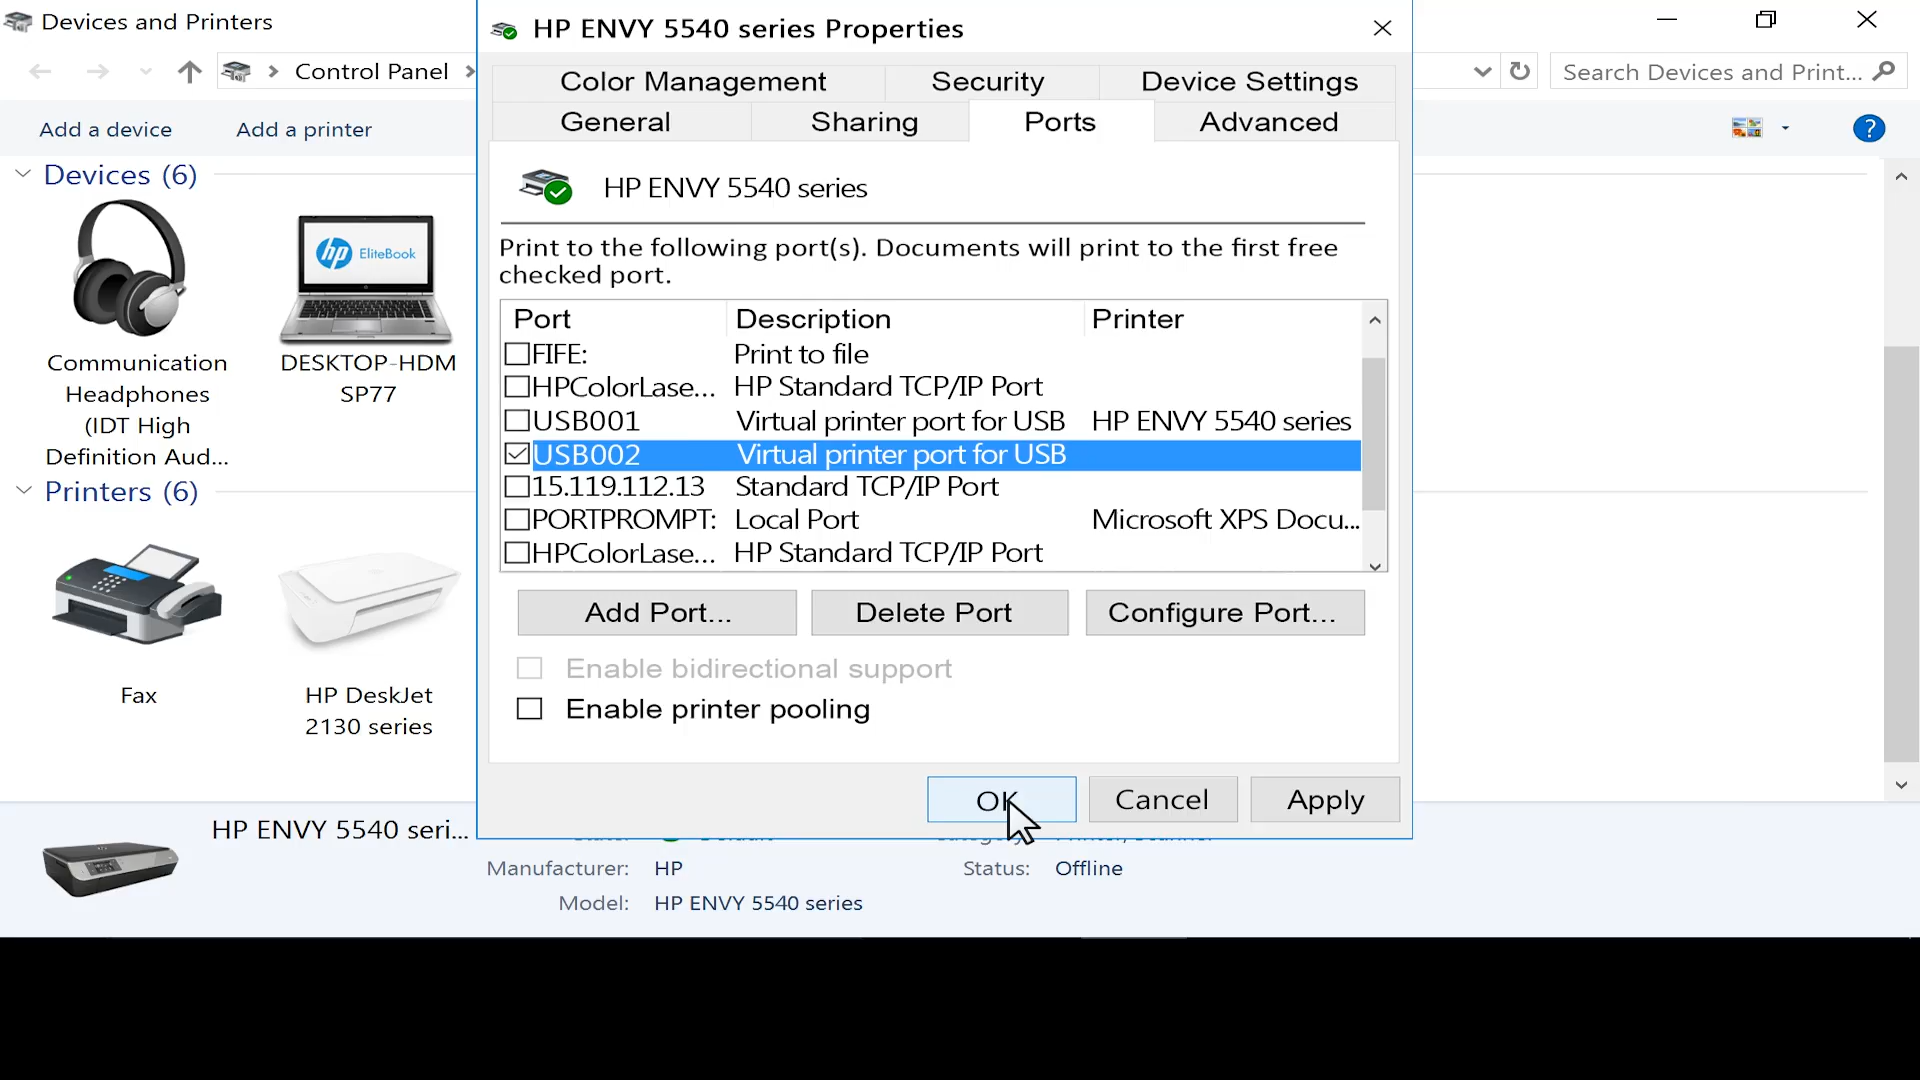 Devices and Printers
Control Panel
Search Devices and Print...
Add a device
Add a printer
?
Devices (6)
hp EliteBook
Communication
Headphones
(IDT High
Definition Aud...
DESKTOP-HDM
SP77
Printers (6)
Fax
HP DeskJet
2130 series
HP ENVY 5540 series Properties
Color Management
Security
Device Settings
General
Sharing
Ports
Advanced
HP ENVY 5540 series
Print to the following port(s). Documents will print to the first free
checked port.
Port Description Printer
FIFE: Print to file
HPColorLase... HP Standard TCP/IP Port
USB001 Virtual printer port for USB HP ENVY 5540 series
USB002 Virtual printer port for USB
15.119.112.13 Standard TCP/IP Port
PORTPROMPT: Local Port Microsoft XPS Docu...
HPColorLase... HP Standard TCP/IP Port
Add Port...
Delete Port
Configure Port...
Enable bidirectional support
Enable printer pooling
OK
Cancel
Apply
HP ENVY 5540 seri...
Manufacturer: HP
Status: Offline
Model: HP ENVY 5540 series